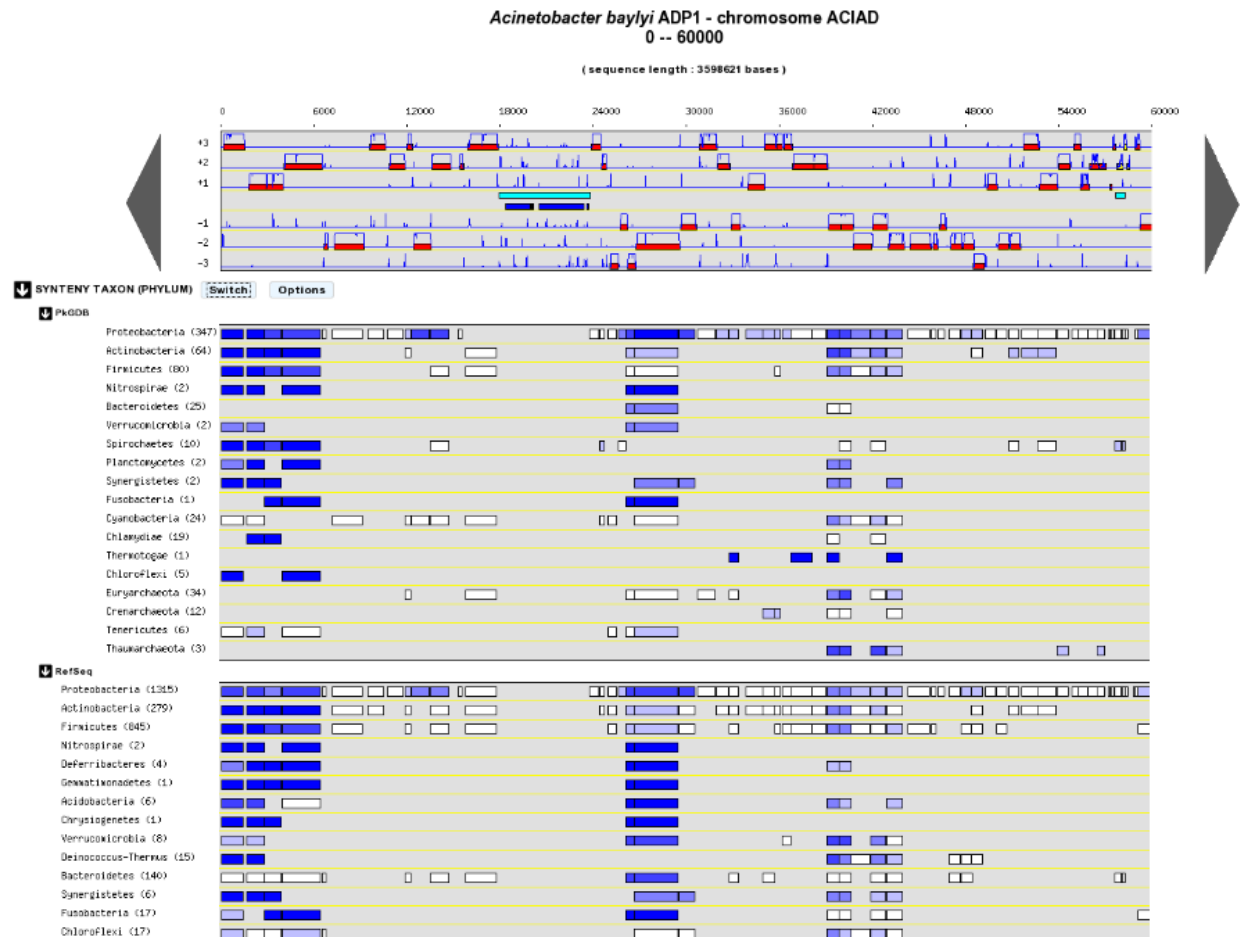 Acinetobacter baylyi ADP1 - chromosome ACIAD
0 -- 60000
( sequence length : 3598621 bases )
0 6000 12000 18000 24000 30000 36000 42000 48000 54000 60000
+3
+2
+1
-1
-2
-3
SYNTENY TAXON (PHYLUM) Switch Options
PkGDB
Proteobacteria (347)
Actinobacteria (64)
Firmicutes (80)
Nitrospirae (2)
Bacteroidetes (25)
Verrucomicrobia (2)
Spirochaetes (10)
Planctomycetes (2)
Synergistetes (2)
Fusobacteria (1)
Cyanobacteria (24)
Chlamydiae (19)
Thermotogae (1)
Chloroflexi (5)
Euryarchaeota (34)
Crenarchaeota (12)
Tenericutes (6)
Thaumarchaeota (3)
RefSeq
Proteobacteria (1315)
Actinobacteria (279)
Firmicutes (845)
Nitrospirae (2)
Deferribacteres (4)
Gemmatimonadetes (1)
Acidobacteria (6)
Chrysiogenetes (1)
Verrucomicrobia (8)
Deinococcus-Thermus (15)
Bacteroidetes (140)
Synergistetes (6)
Fusobacteria (17)
Chloroflexi (17)